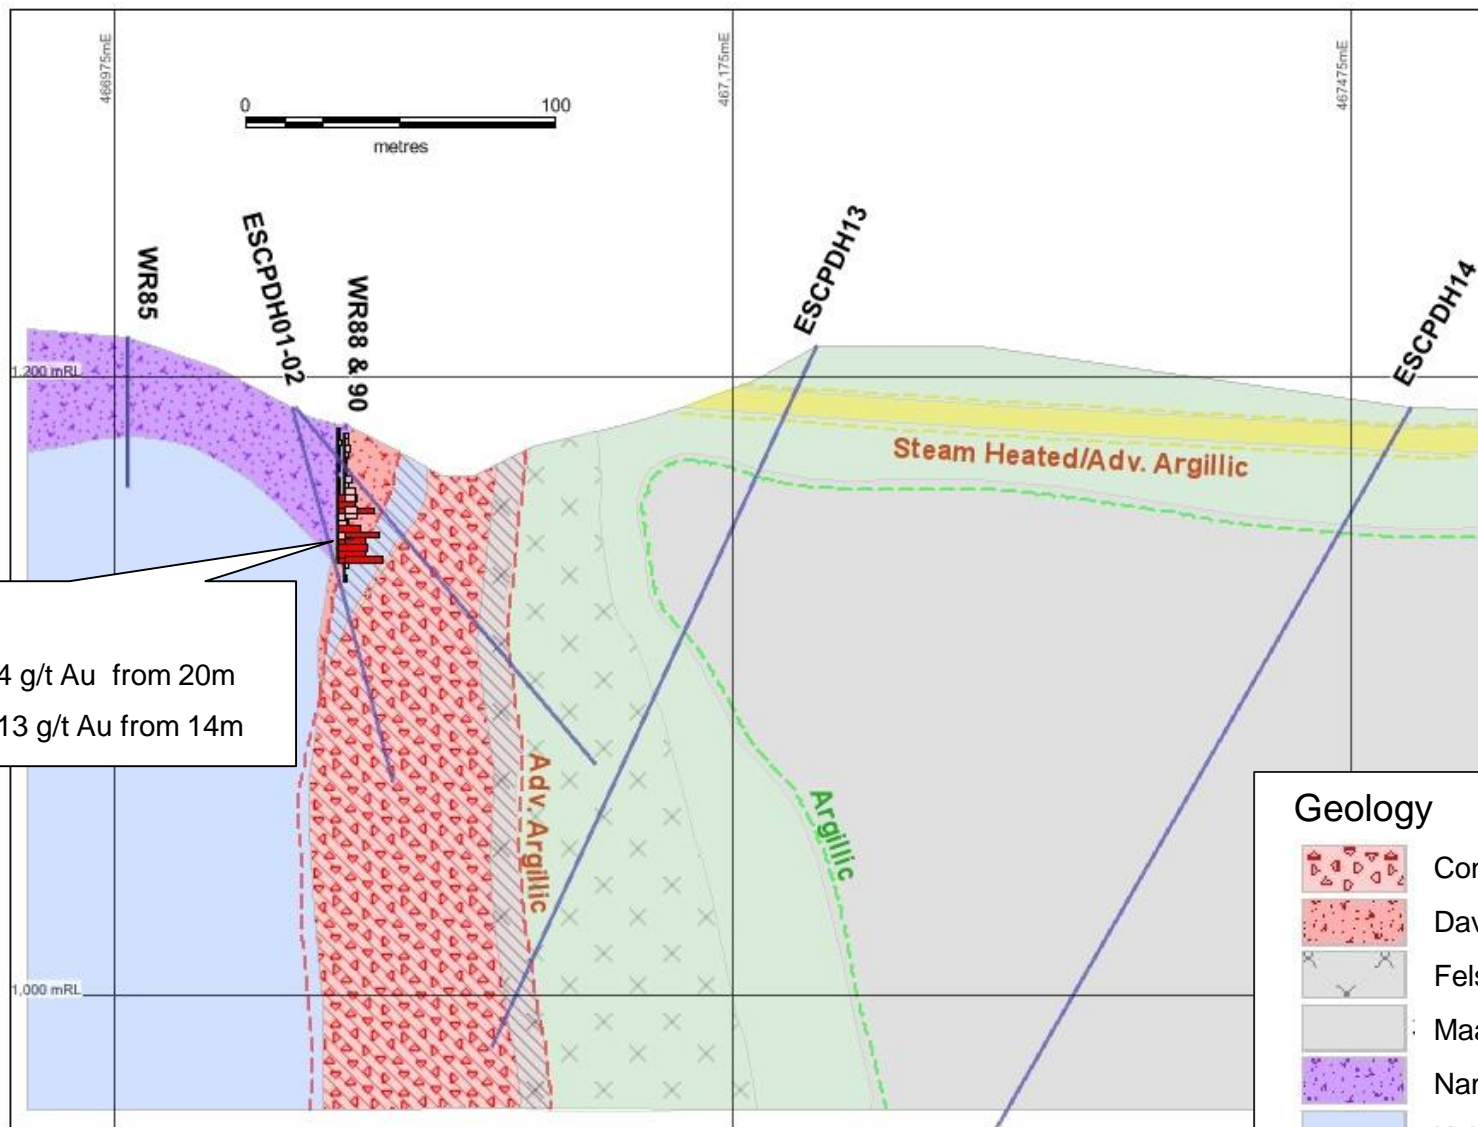 466975mE
467,175mE
467475mE
0 100
metres
WR85
ESCPDH01-02
WR88 & 90
ESCPDH13
ESCPDH14
1,200 mRL
Steam Heated/Adv. Argillic
4 g/t Au from 20m
13 g/t Au from 14m
Adv. Argillic
Argillic
1,000 mRL
Geology
Cor
Dav
Fels
Maa
Nar